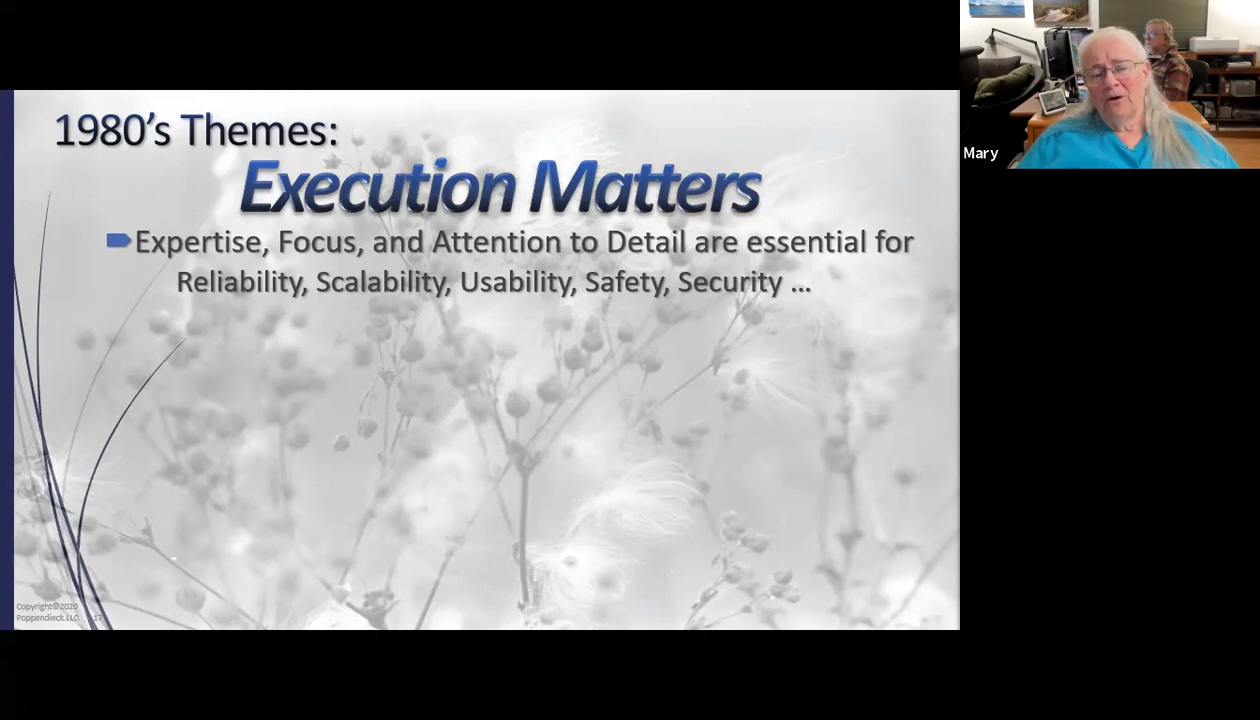 1980's Themes:
Execution Matters
Expertise, Focus, and Attention to Detail are essential for
Reliability, Scalability, Usability, Safety, Security ...
Copyright©2020
Poppendieck.LLC 17
Mary